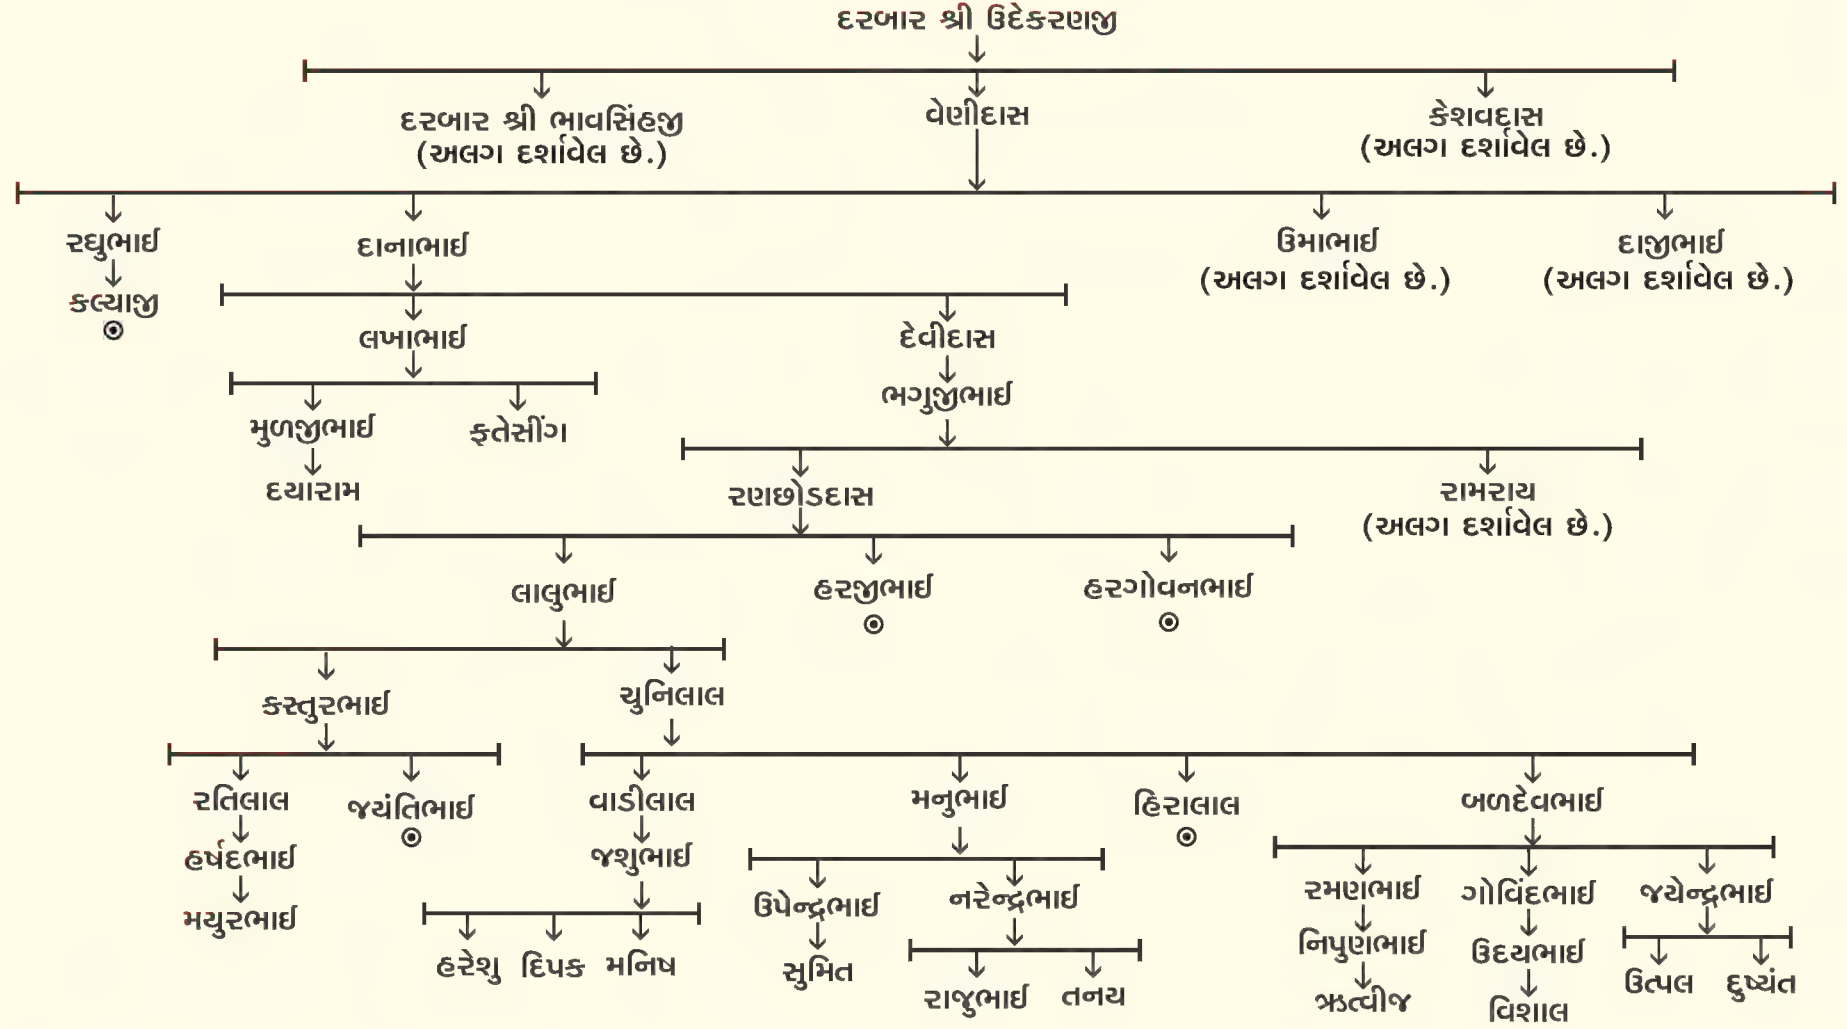 દરબાર શ્રી ઉદેકરણજી
દરબાર શ્રી ભાવસિંહજી
(અલગ દર્શાવેલ છે.)
વેણીદાસ
કેશવદાસ
(અલગ દર્શાવેલ છે.)
રઘુભાઈ
કલ્યાજી
દાનાભાઈ
ઉમાભાઈ
(અલગ દર્શાવેલ છે.)
દાજીભાઈ
(અલગ દર્શાવેલ છે.)
લખાભાઈ
દેવીદાસ
ભગુજીભાઈ
મુળજીભાઈ
ફતેસીંગ
દયારામ
રણછોડદાસ
રામરાય
(અલગ દર્શાવેલ છે.)
લાલુભાઈ
હરજીભાઈ
હરગોવનભાઈ
કસ્તુરભાઈ
ચુનિલાલ
રતિલાલ
જયંતિભાઈ
વાડીલાલ
મનુભાઈ
હિરાલાલ
બળદેવભાઈ
હર્ષદભાઈ
જશુભાઈ
મયુરભાઈ
ઉપેન્દ્રભાઈ
નરેન્દ્રભાઈ
રમણભાઈ
ગોવિંદભાઈ
જયેન્દ્રભાઈ
હરેશુ
દિપક
મનિષ
સુમિત
નિપુણભાઈ
ઉદયભાઈ
રાજુભાઈ
તનય
ઋત્વીજ
વિશાલ
ઉત્પલ
દુષ્યંત